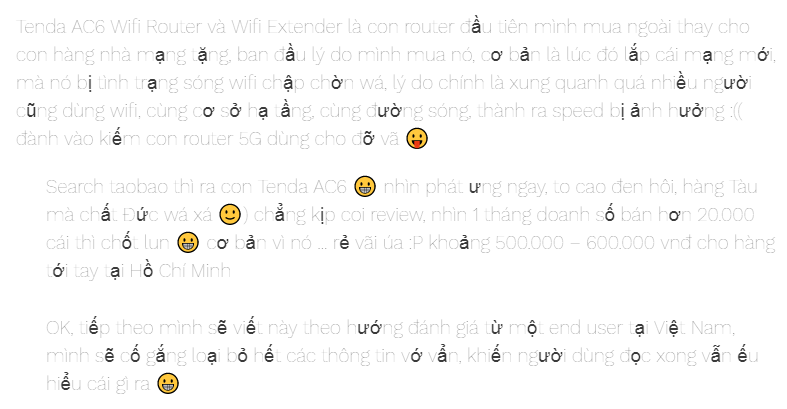 Tenda AC6 Wifi Router và Wifi Extender là con router đầu tiên mình mua ngoài thay cho
con hàng nhà mạng tặng, ban đầu lý do mình mua nó, cơ bản là lúc đó lắp cái mạng mới,
mà nó bị tình trạng sóng wifi chập chờn wá, lý do chính là xung quanh quá nhiều người
cũng dùng wifi, cùng cơ sở hạ tầng, cùng đường sóng, thành ra speed bị ảnh hưởng :((
đành vào kiếm con router 5G dùng cho đỡ vã 😛
Search taobao thì ra con Tenda AC6 😀 nhìn phát ưng ngay, to cao đen hôi, hàng Tàu
mà chất Đức wá xá 🙂) chẳng kịp coi review, nhìn 1 tháng doanh số bán hơn 20.000
cái thì chốt lun 😀 cơ bản vì nó ... rẻ vãi úa :P khoảng 500.000 – 600.000 vnđ cho hàng
tới tay tại Hồ Chí Minh
OK, tiếp theo mình sẽ viết này theo hướng đánh giá từ một end user tại Việt Nam,
mình sẽ cố gắng loại bỏ hết các thông tin vớ vẩn, khiến người dùng đọc xong vẫn ếu
hiểu cái gì ra 😀